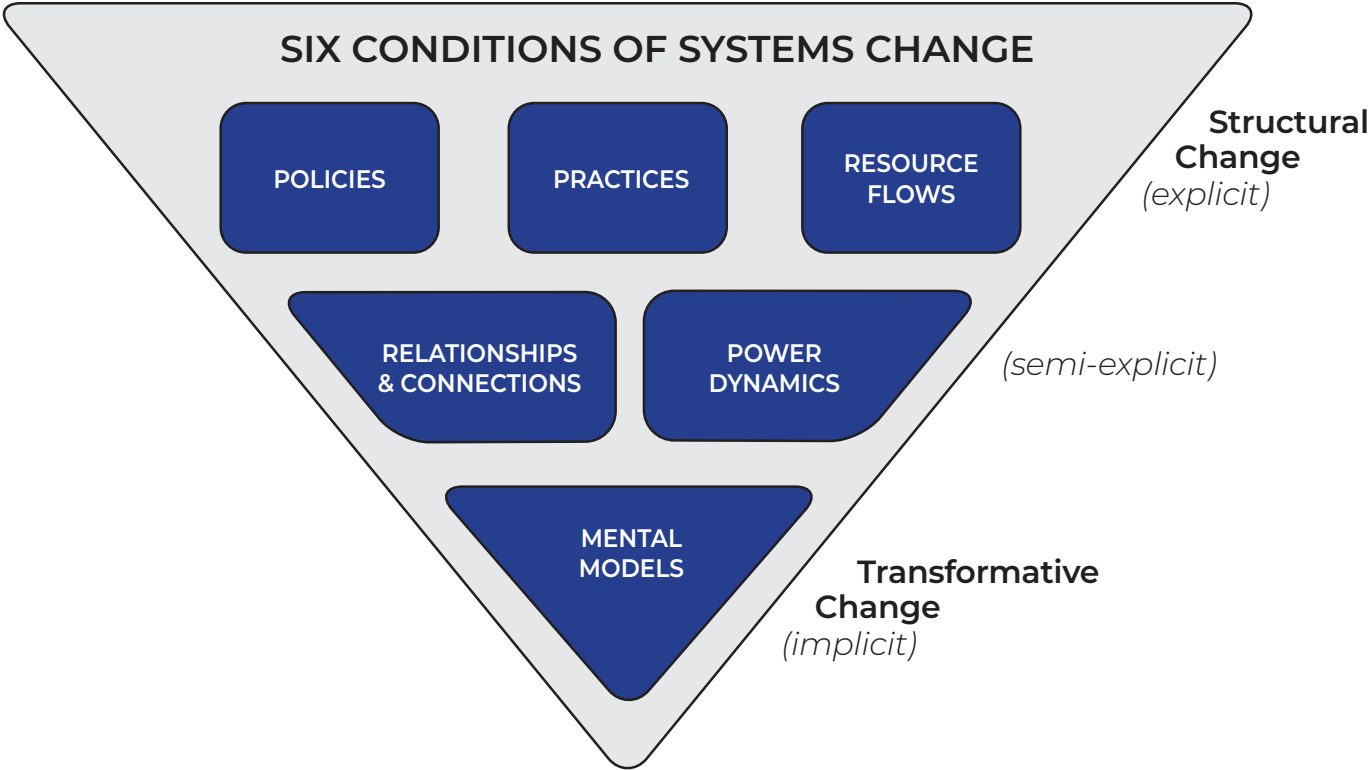 SIX CONDITIONS OF SYSTEMS CHANGE
POLICIES
PRACTICES
RESOURCE
FLOWS
Structural
Change
(explicit)
RELATIONSHIPS
& CONNECTIONS
POWER
DYNAMICS
(semi-explicit)
MENTAL
MODELS
Transformative
Change
(implicit)